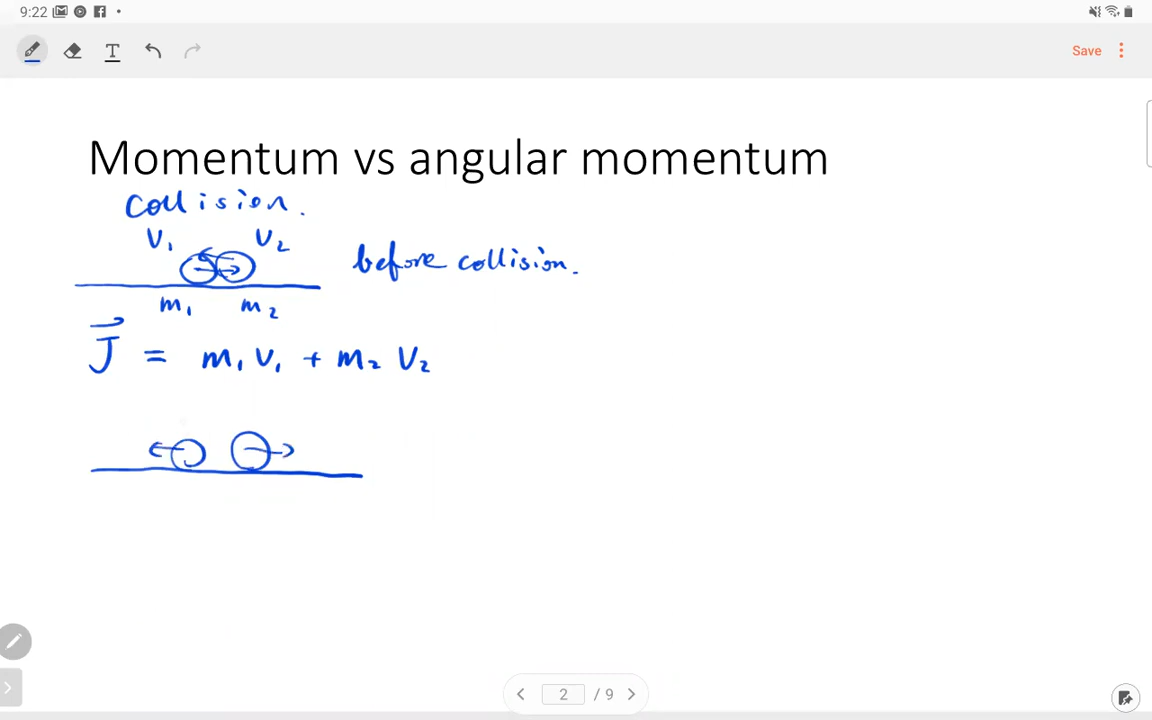 9:22
Save
Momentum vs angular momentum
collision.
V₁ V₂ before collision.
m₁ m₂
J⃗ = m₁ V₁ + m₂ V₂
2 / 9